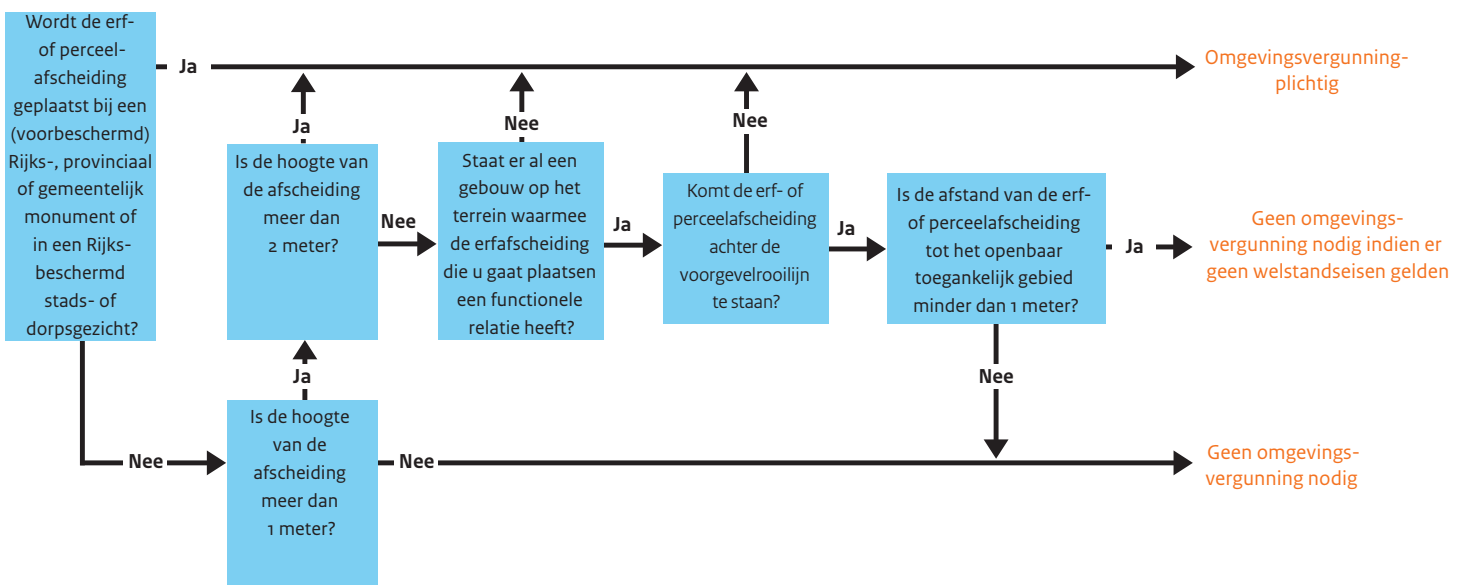 Wordt de erf-
of perceel-
afscheiding
geplaatst bij een
(voorbeschermd)
Rijks-, provinciaal
of gemeentelijk
monument of
in een Rijks-
beschermd
stads- of
dorpsgezicht?
Ja
Nee
Is de hoogte
van de
afscheiding
meer dan
1 meter?
Ja
Nee
Is de hoogte van
de afscheiding
meer dan
2 meter?
Ja
Nee
Staat er al een
gebouw op het
terrein waarmee
de erfafscheiding
die u gaat plaatsen
een functionele
relatie heeft?
Nee
Ja
Komt de erf- of
perceelafscheiding
achter de
voorgevelrooilijn
te staan?
Nee
Ja
Is de afstand van de erf-
of perceelafscheiding
tot het openbaar
toegankelijk gebied
minder dan 1 meter?
Ja
Nee
Omgevingsvergunning-
plichtig
Geen omgevings-
vergunning nodig indien er
geen welstandseisen gelden
Geen omgevings-
vergunning nodig